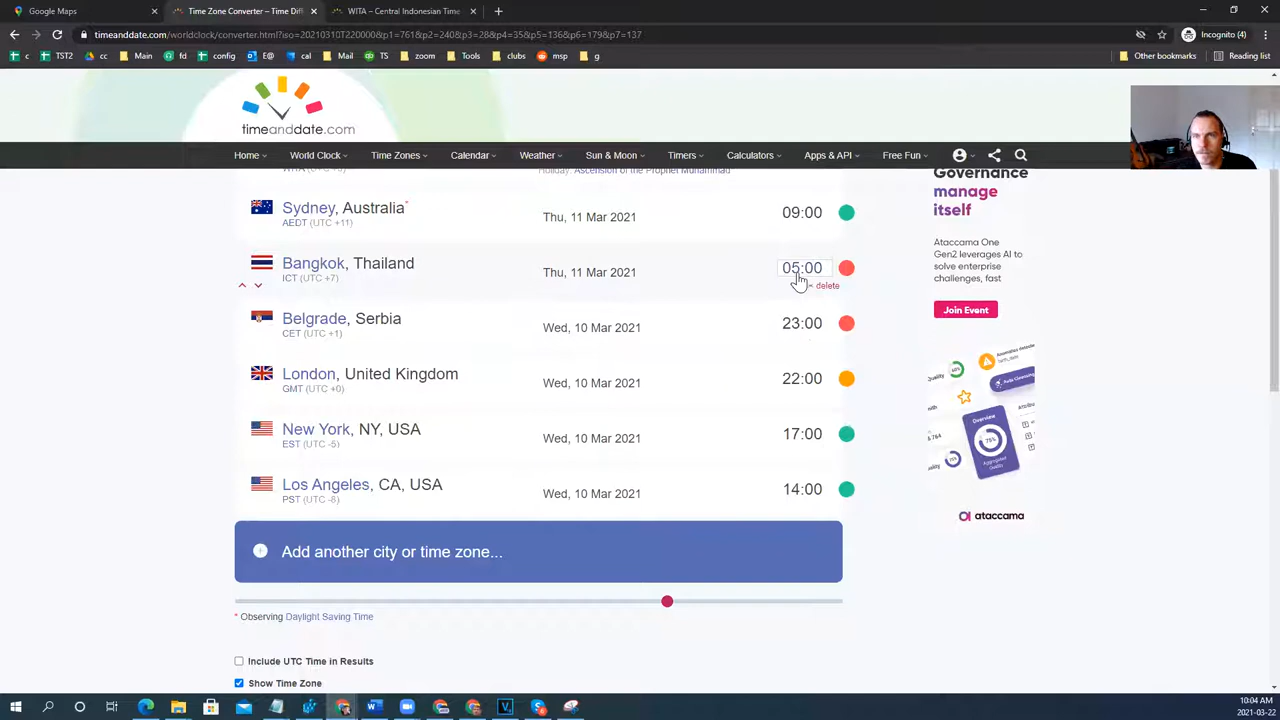 Google Maps
Time Zone Converter – Time Diff
WITA – Central Indonesian Time
timeanddate.com/worldclock/converter.html?iso=20210310T220000&p1=761&p2=240&p3=28&p4=35&p5=136&p6=179&p7=137
Incognito (4)
c
TST2
cc
Main
fd
config
E@
cal
Mail
TS
zoom
Tools
clubs
msp
g
Other bookmarks
Reading list
timeanddate.com
Home
World Clock
Time Zones
Calendar
Weather
Sun & Moon
Timers
Calculators
Apps & API
Free Fun
Holiday: Ascension of the Prophet Muhammad
Sydney, Australia*
AEDT (UTC +11)
Thu, 11 Mar 2021
09:00
Bangkok, Thailand
ICT (UTC +7)
Thu, 11 Mar 2021
05:00
× delete
Belgrade, Serbia
CET (UTC +1)
Wed, 10 Mar 2021
23:00
London, United Kingdom
GMT (UTC +0)
Wed, 10 Mar 2021
22:00
New York, NY, USA
EST (UTC -5)
Wed, 10 Mar 2021
17:00
Los Angeles, CA, USA
PST (UTC -8)
Wed, 10 Mar 2021
14:00
Add another city or time zone...
* Observing Daylight Saving Time
Include UTC Time in Results
Show Time Zone
Governance
manage
itself
Ataccama One
Gen2 leverages AI to
solve enterprise
challenges, fast
Join Event
Overview
75%
ataccama
10:04 AM
2021-03-22